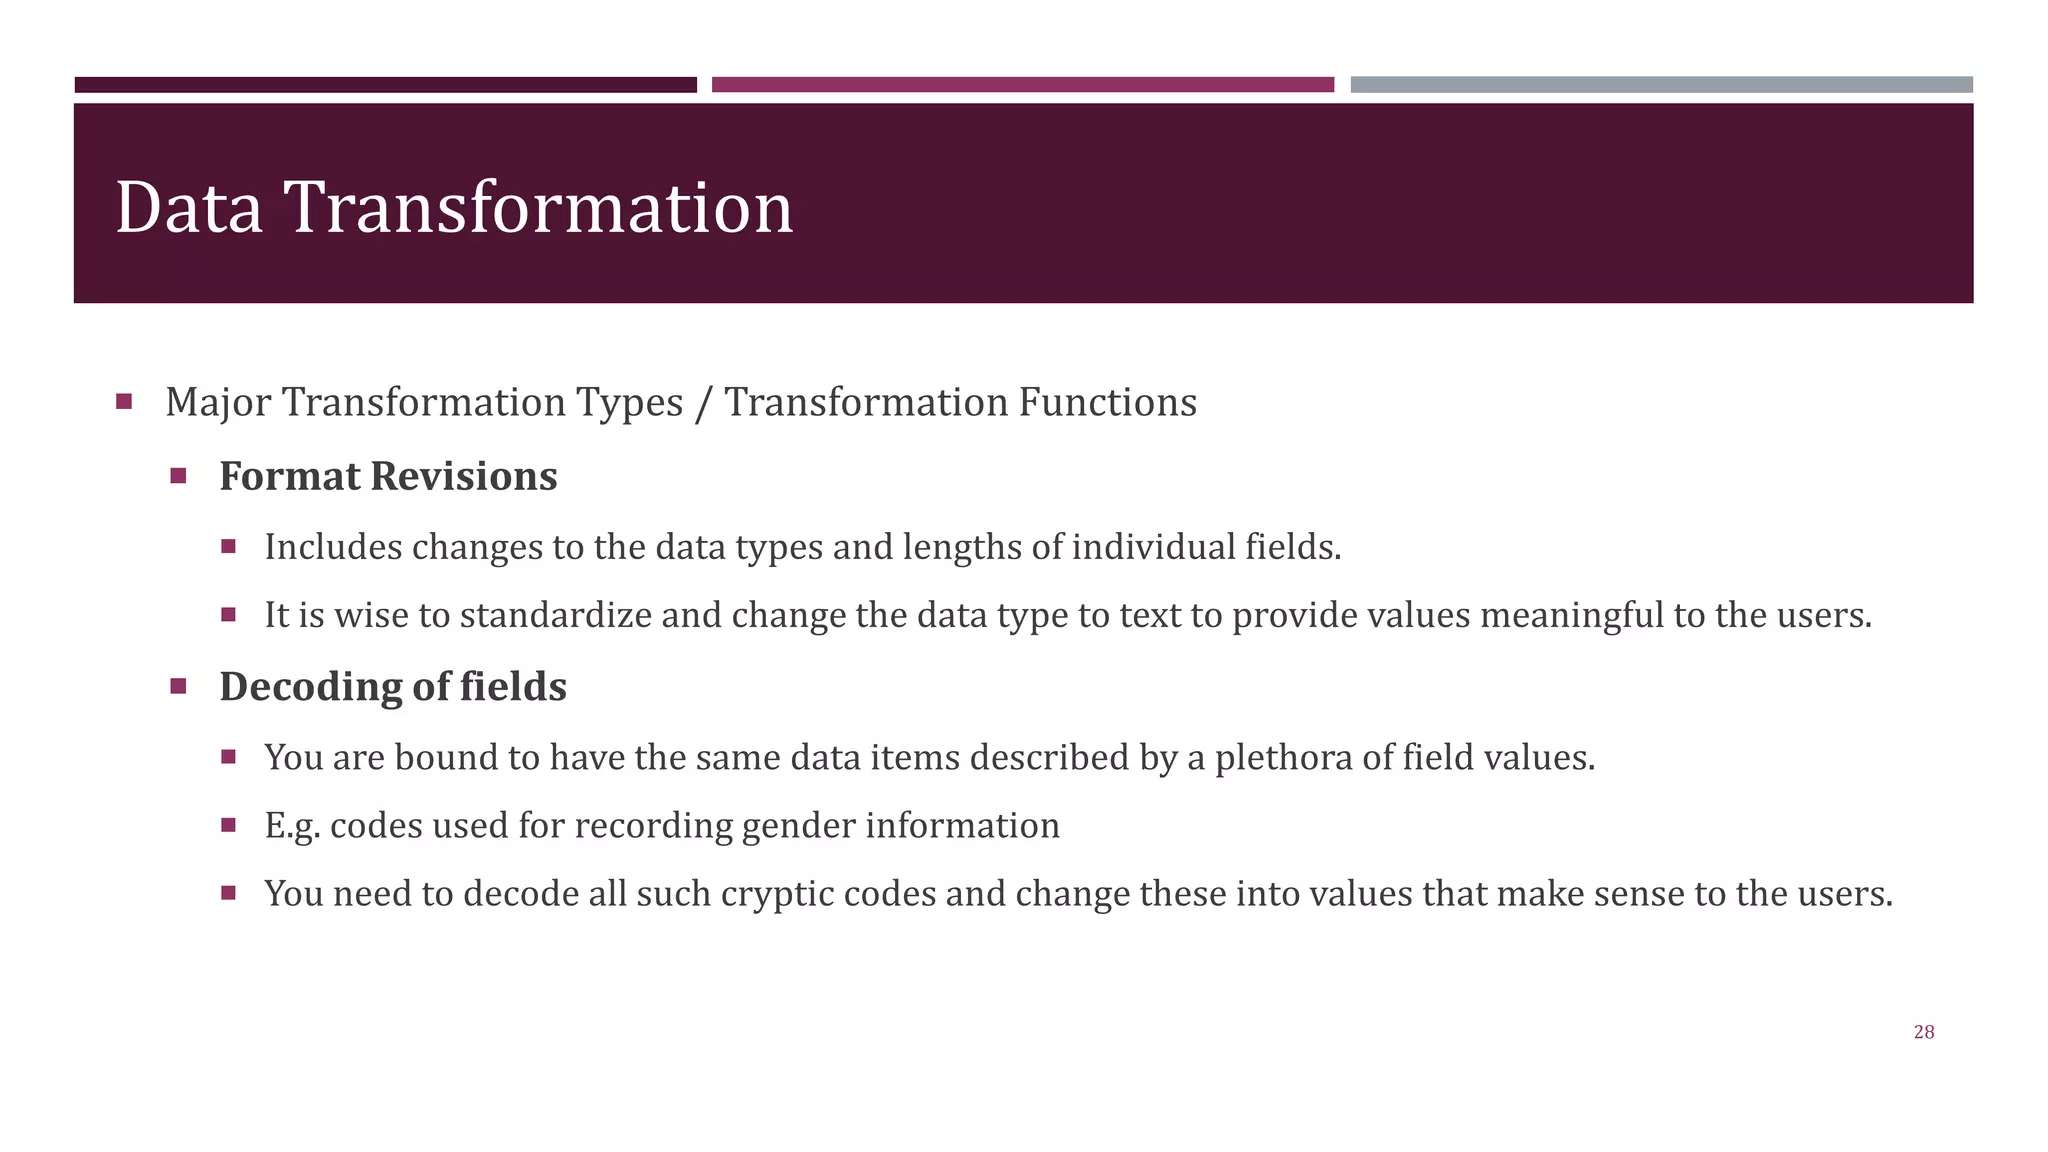 Data Transformation
Major Transformation Types / Transformation Functions
Format Revisions
Includes changes to the data types and lengths of individual fields.
It is wise to standardize and change the data type to text to provide values meaningful to the users.
Decoding of fields
You are bound to have the same data items described by a plethora of field values.
E.g. codes used for recording gender information
You need to decode all such cryptic codes and change these into values that make sense to the users.
28